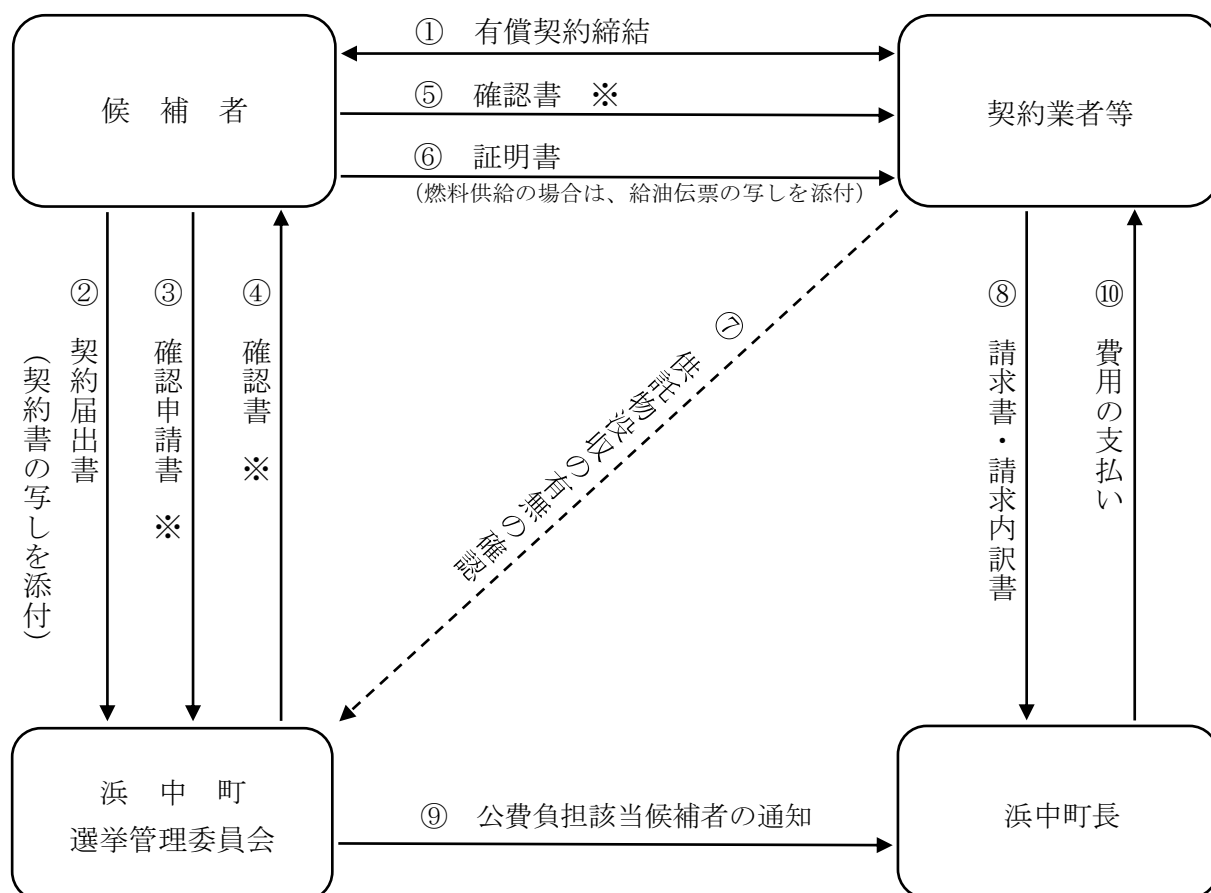 候　補　者
① 有償契約締結
⑤ 確認書 ※
⑥ 証明書
(燃料供給の場合は、給油伝票の写しを添付)
契約業者等
② 契約届出書
(契約書の写しを添付)
③ 確認申請書 ※
④ 確認書 ※
⑦ 供託物没収の有無の確認
⑧ 請求書・請求内訳書
⑩ 費用の支払い
浜　中　町
選挙管理委員会
⑨ 公費負担該当候補者の通知
浜中町長